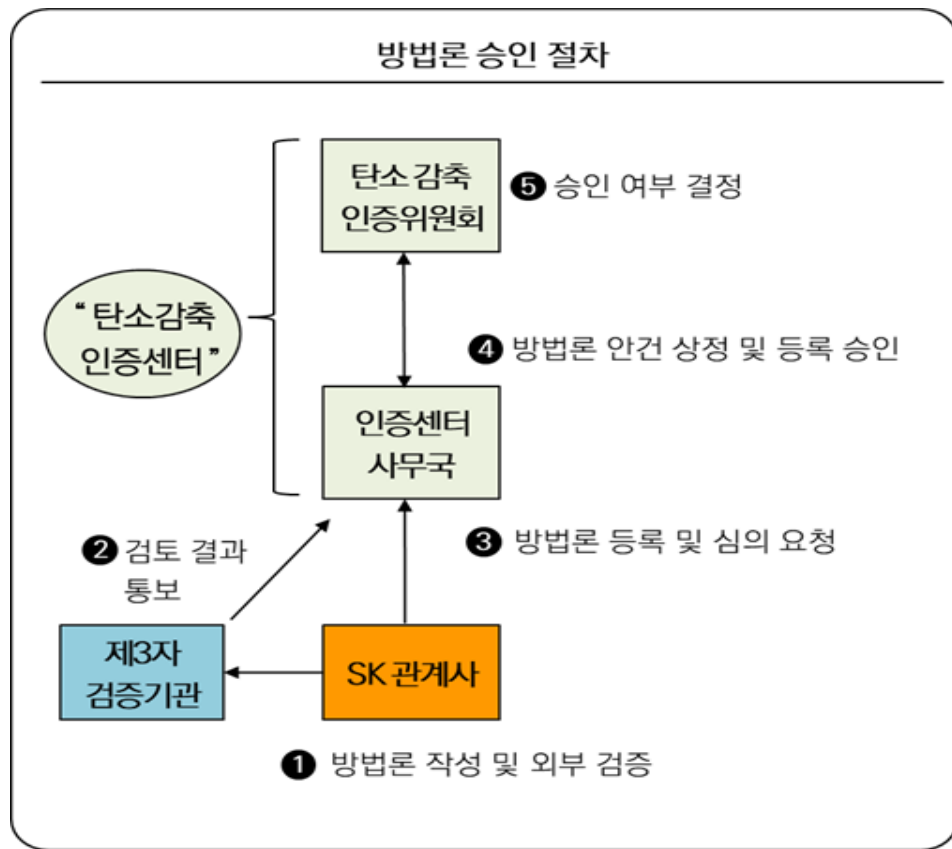 방법론 승인 절차
탄소 감축
인증위원회
❺ 승인 여부 결정
“ 탄소감축
인증센터 ”
❹ 방법론 안건 상정 및 등록 승인
인증센터
사무국
❸ 방법론 등록 및 심의 요청
❷ 검토 결과
통보
제3자
검증기관
SK 관계사
❶ 방법론 작성 및 외부 검증